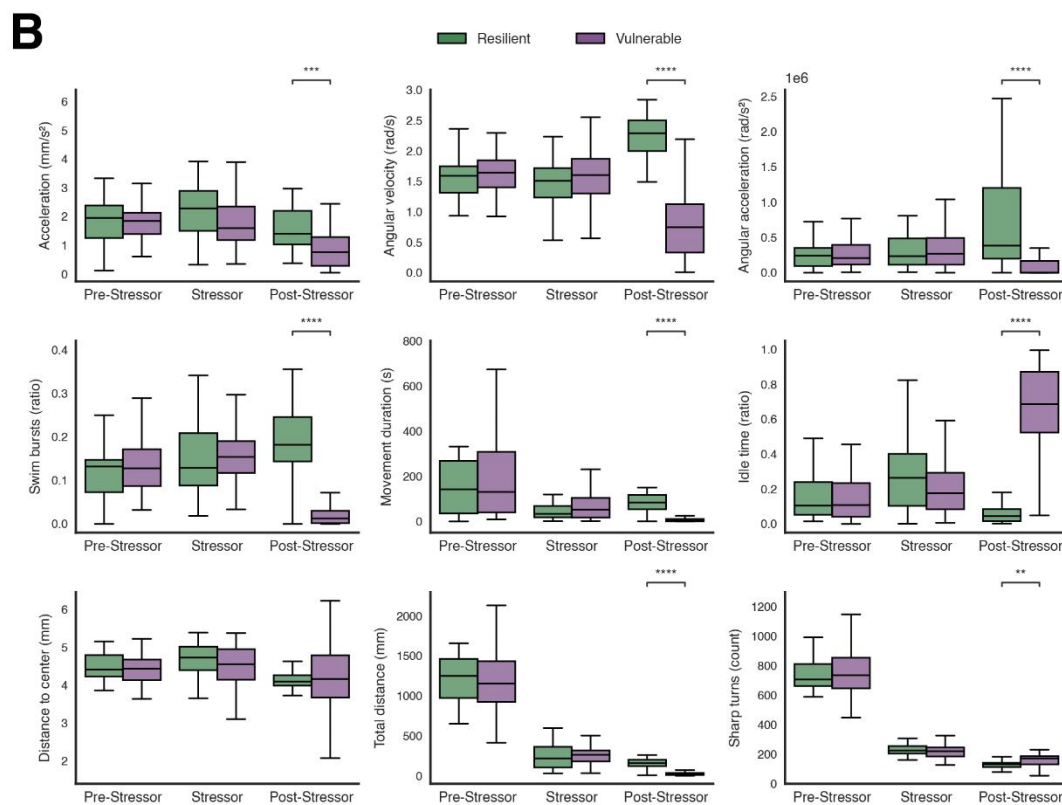 B
Resilient Vulnerable
Acceleration (mm/s²)
6
5
4
3
2
1
0
***
Pre-Stressor Stressor Post-Stressor
Angular velocity (rad/s)
3.0
2.5
2.0
1.5
1.0
0.5
0.0
****
Pre-Stressor Stressor Post-Stressor
Angular acceleration (rad/s²)
1e6
2.5
2.0
1.5
1.0
0.5
0.0
****
Pre-Stressor Stressor Post-Stressor
Swim bursts (ratio)
0.4
0.3
0.2
0.1
0.0
****
Pre-Stressor Stressor Post-Stressor
Movement duration (s)
800
600
400
200
0
****
Pre-Stressor Stressor Post-Stressor
Idle time (ratio)
1.0
0.8
0.6
0.4
0.2
0.0
****
Pre-Stressor Stressor Post-Stressor
Distance to center (mm)
6
5
4
3
2
Pre-Stressor Stressor Post-Stressor
Total distance (mm)
2000
1500
1000
500
0
****
Pre-Stressor Stressor Post-Stressor
Sharp turns (count)
1200
1000
800
600
400
200
0
**
Pre-Stressor Stressor Post-Stressor